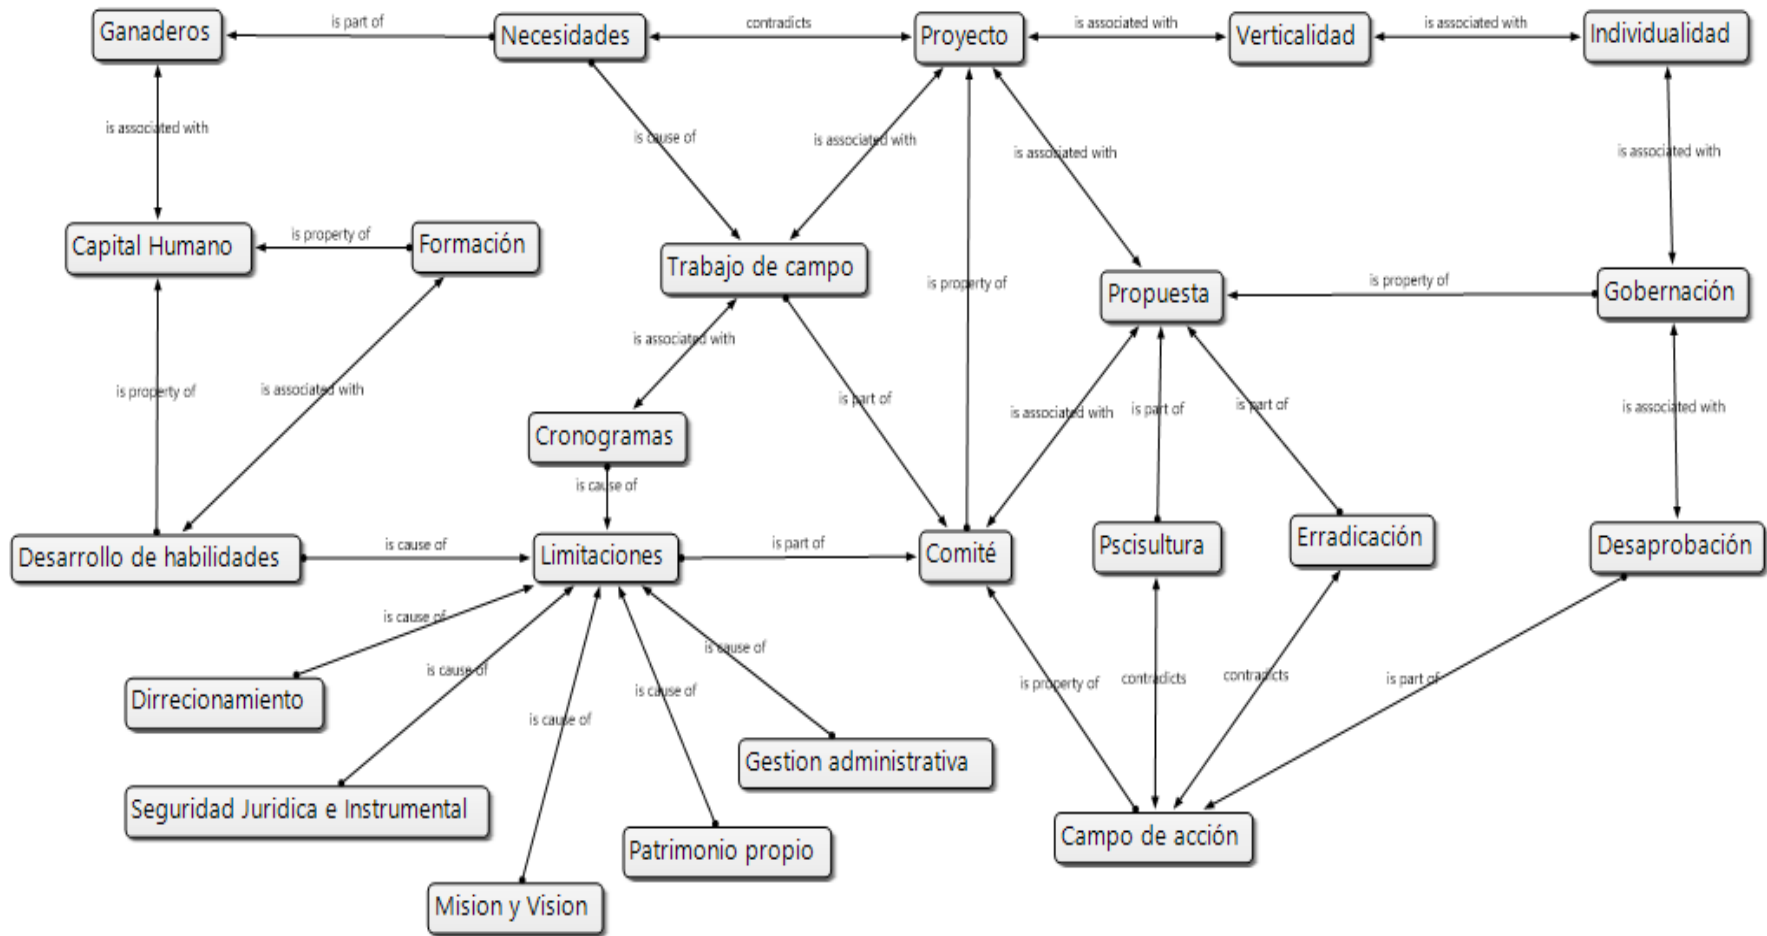 Ganaderos
is part of
Necesidades
contradicts
Proyecto
is associated with
Verticalidad
is associated with
Individualidad
is associated with
is cause of
is associated with
is associated with
is associated with
Capital Humano
is property of
Formación
Trabajo de campo
is property of
Propuesta
is property of
Gobernación
is associated with
is property of
is associated with
is part of
is associated with
is part of
is part of
is associated with
Cronogramas
is cause of
Desarrollo de habilidades
is cause of
Limitaciones
is part of
Comité
Pscisultura
Erradicación
Desaprobación
is cause of
is cause of
is cause of
is cause of
is cause of
is property of
contradicts
contradicts
is part of
Dirrecionamiento
Gestion administrativa
Seguridad Juridica e Instrumental
Patrimonio propio
Campo de acción
Mision y Vision